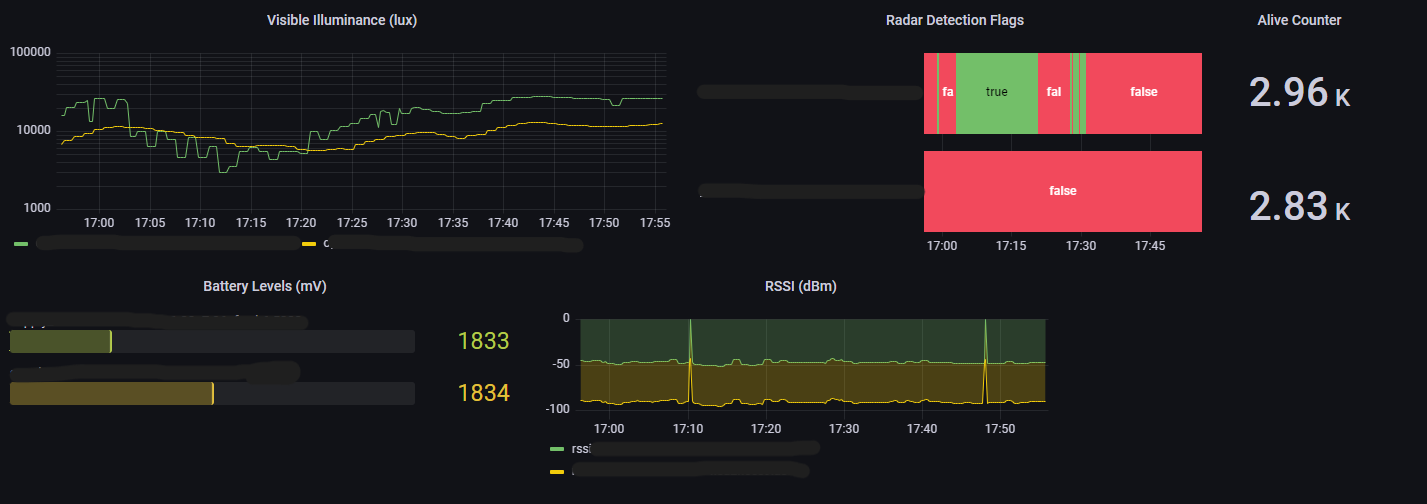 Visible Illuminance (lux)
100000
10000
1000
17:00 17:05 17:10 17:15 17:20 17:25 17:30 17:35 17:40 17:45 17:50 17:55
Radar Detection Flags
fa true fal false
false
17:00 17:15 17:30 17:45
Alive Counter
2.96 K
2.83 K
Battery Levels (mV)
1833
1834
RSSI (dBm)
0
-50
-100
17:00 17:10 17:20 17:30 17:40 17:50
rssi